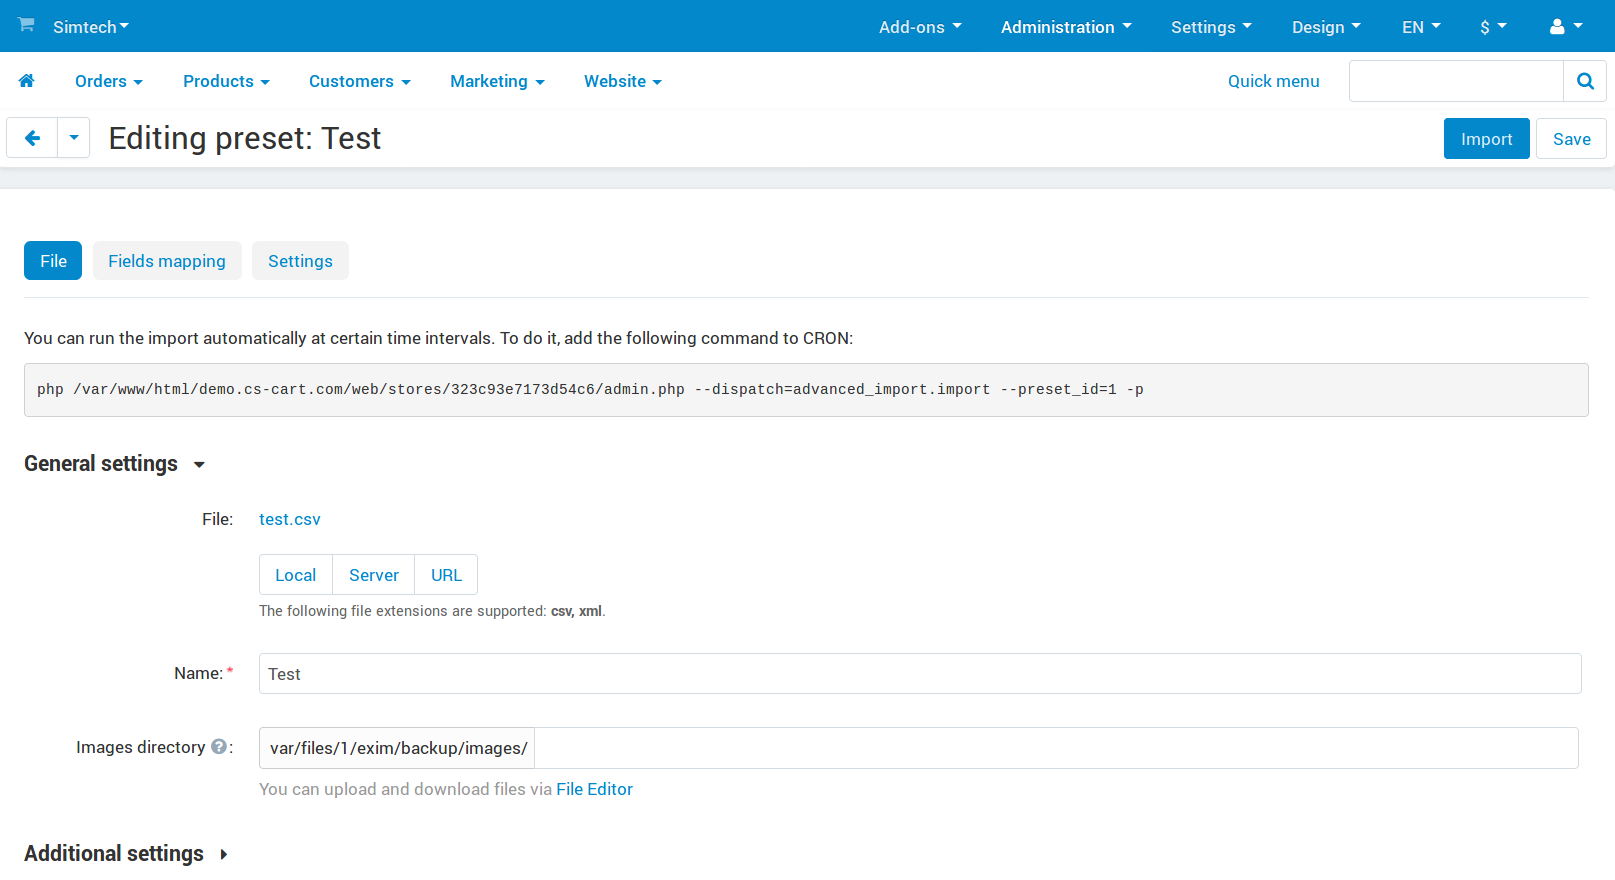 Simtech Add-ons Administration Settings Design EN $
Orders Products Customers Marketing Website Quick menu
Editing preset: Test Import Save
File Fields mapping Settings
You can run the import automatically at certain time intervals. To do it, add the following command to CRON:
php /var/www/html/demo.cs-cart.com/web/stores/323c93e7173d54c6/admin.php --dispatch=advanced_import.import --preset_id=1 -p
General settings
File: test.csv
Local Server URL
The following file extensions are supported: csv, xml.
Name:* Test
Images directory ?: var/files/1/exim/backup/images/
You can upload and download files via File Editor
Additional settings